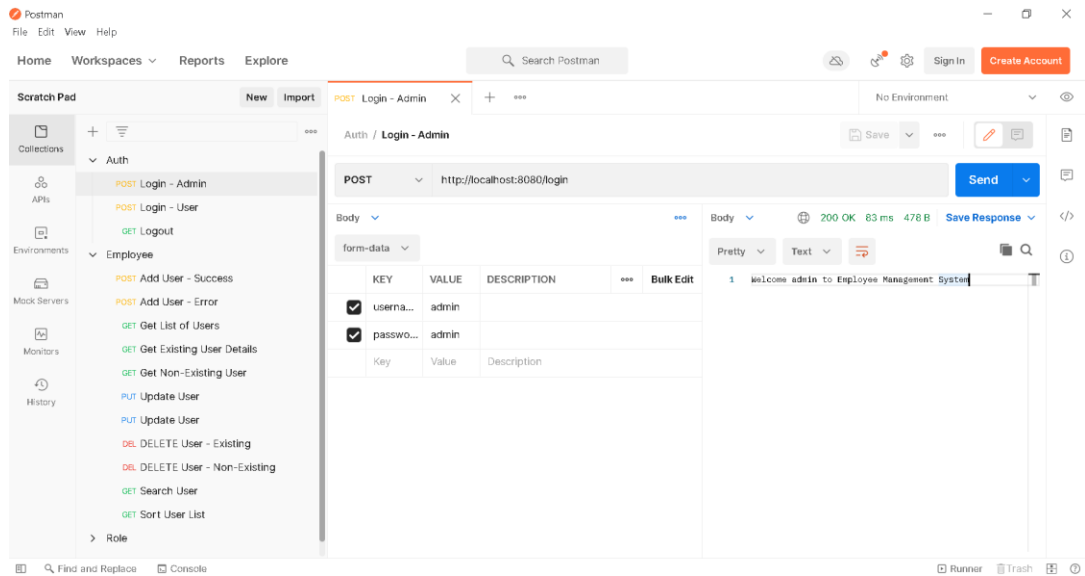 Postman
File Edit View Help
Home Workspaces Reports Explore Search Postman Sign In Create Account
Scratch Pad New Import POST Login - Admin No Environment
Collections
APIs
Environments
Mock Servers
Monitors
History
Auth
POST Login - Admin
POST Login - User
GET Logout
Employee
POST Add User - Success
POST Add User - Error
GET Get List of Users
GET Get Existing User Details
GET Get Non-Existing User
PUT Update User
PUT Update User
DEL DELETE User - Existing
DEL DELETE User - Non-Existing
GET Search User
GET Sort User List
Role
Auth / Login - Admin Save
POST http://localhost:8080/login Send
Body
form-data
KEY VALUE DESCRIPTION Bulk Edit
userna... admin
passwo... admin
Key Value Description
Body 200 OK 83 ms 478 B Save Response
Pretty Text
1 Welcome admin to Employee Management System
Find and Replace Console Runner Trash